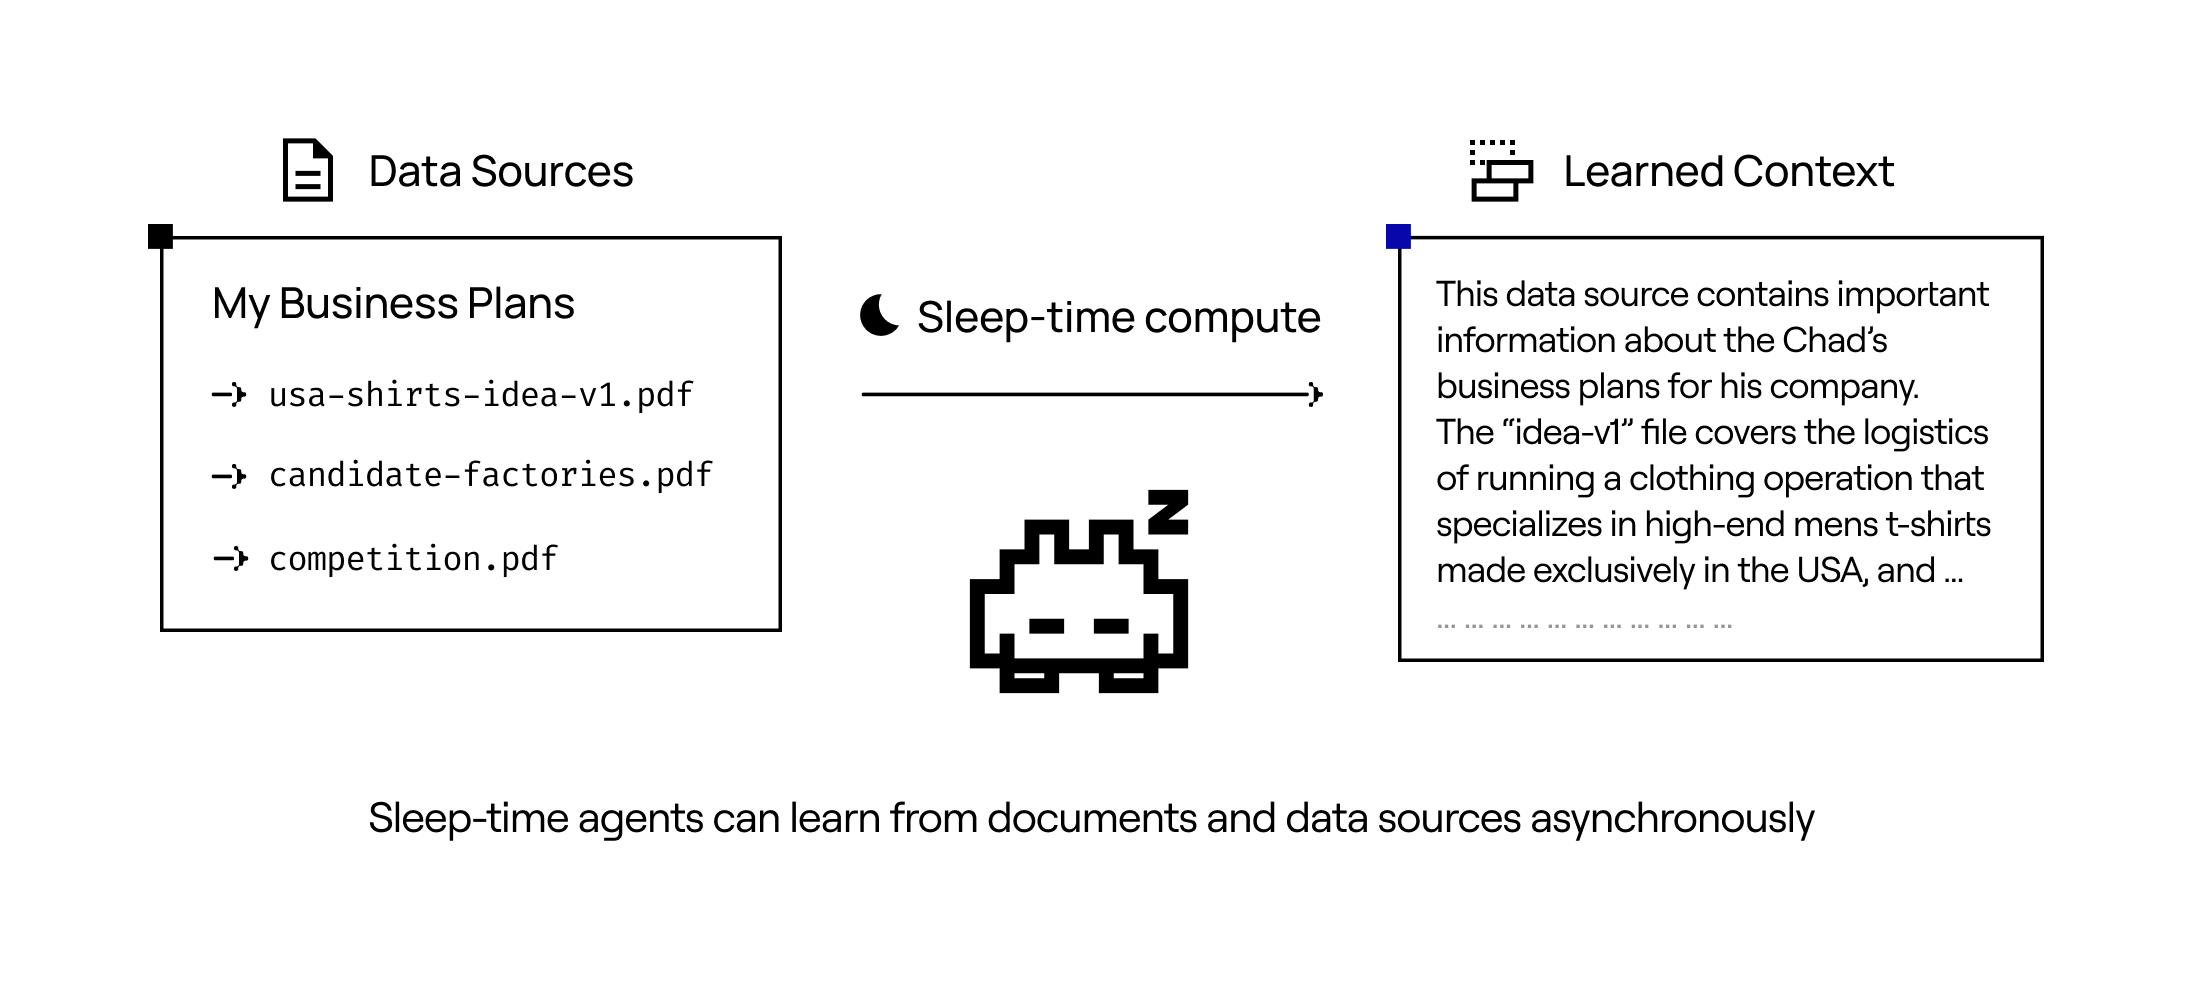 Data Sources
My Business Plans
usa-shirts-idea-v1.pdf
candidate-factories.pdf
competition.pdf
Sleep-time compute
z
Learned Context
This data source contains important
information about the Chad’s
business plans for his company.
The “idea-v1” file covers the logistics
of running a clothing operation that
specializes in high-end mens t-shirts
made exclusively in the USA, and ...
... ... ... ... ... ... ... ... ... ... ...
Sleep-time agents can learn from documents and data sources asynchronously